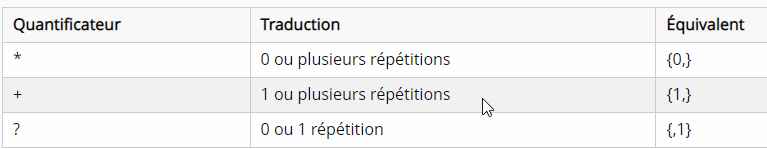 Quantificateur Traduction Équivalent
* 0 ou plusieurs répétitions {0,}
+ 1 ou plusieurs répétitions {1,}
? 0 ou 1 répétition {,1}